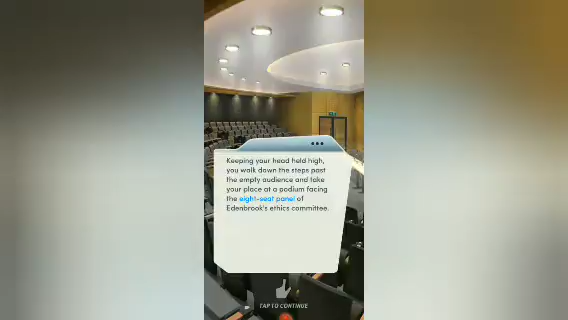 Keeping your head held high,
you walk down the steps past
the empty audience and take
your place at a podium facing
the eight-seat panel of
Edenbrook's ethics committee.
TAP TO CONTINUE